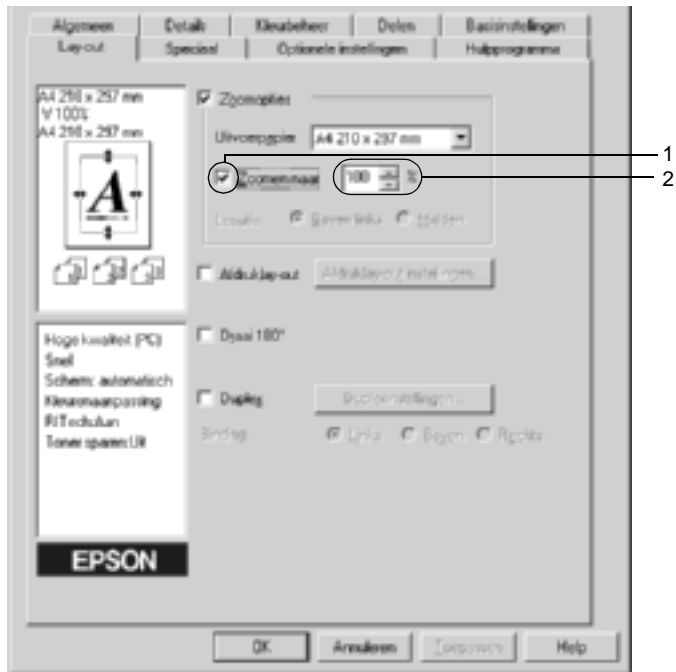 Algemeen Details Kleurbeheer Delen Basisinstellingen
Lay-out Speciaal Optionele instellingen Hulpprogramma
A4 210 x 297 mm
100%
A4 210 x 297 mm
A
Zoomopties
Uitvoerpapier A4 210 x 297 mm
Zoomen naar 100 %
1
2
Locatie Boven links Midden
Afdruklay-out Afdruklay-out instellingen...
Draai 180°
Duplex Duplexinstellingen...
Binding Links Boven Rechts
Hoge kwaliteit (PC)
Snel
Scherm: automatisch
Kleurenaanpassing
RITech:Aan
Toner sparen:Uit
EPSON
OK Annuleren Toepassen Help